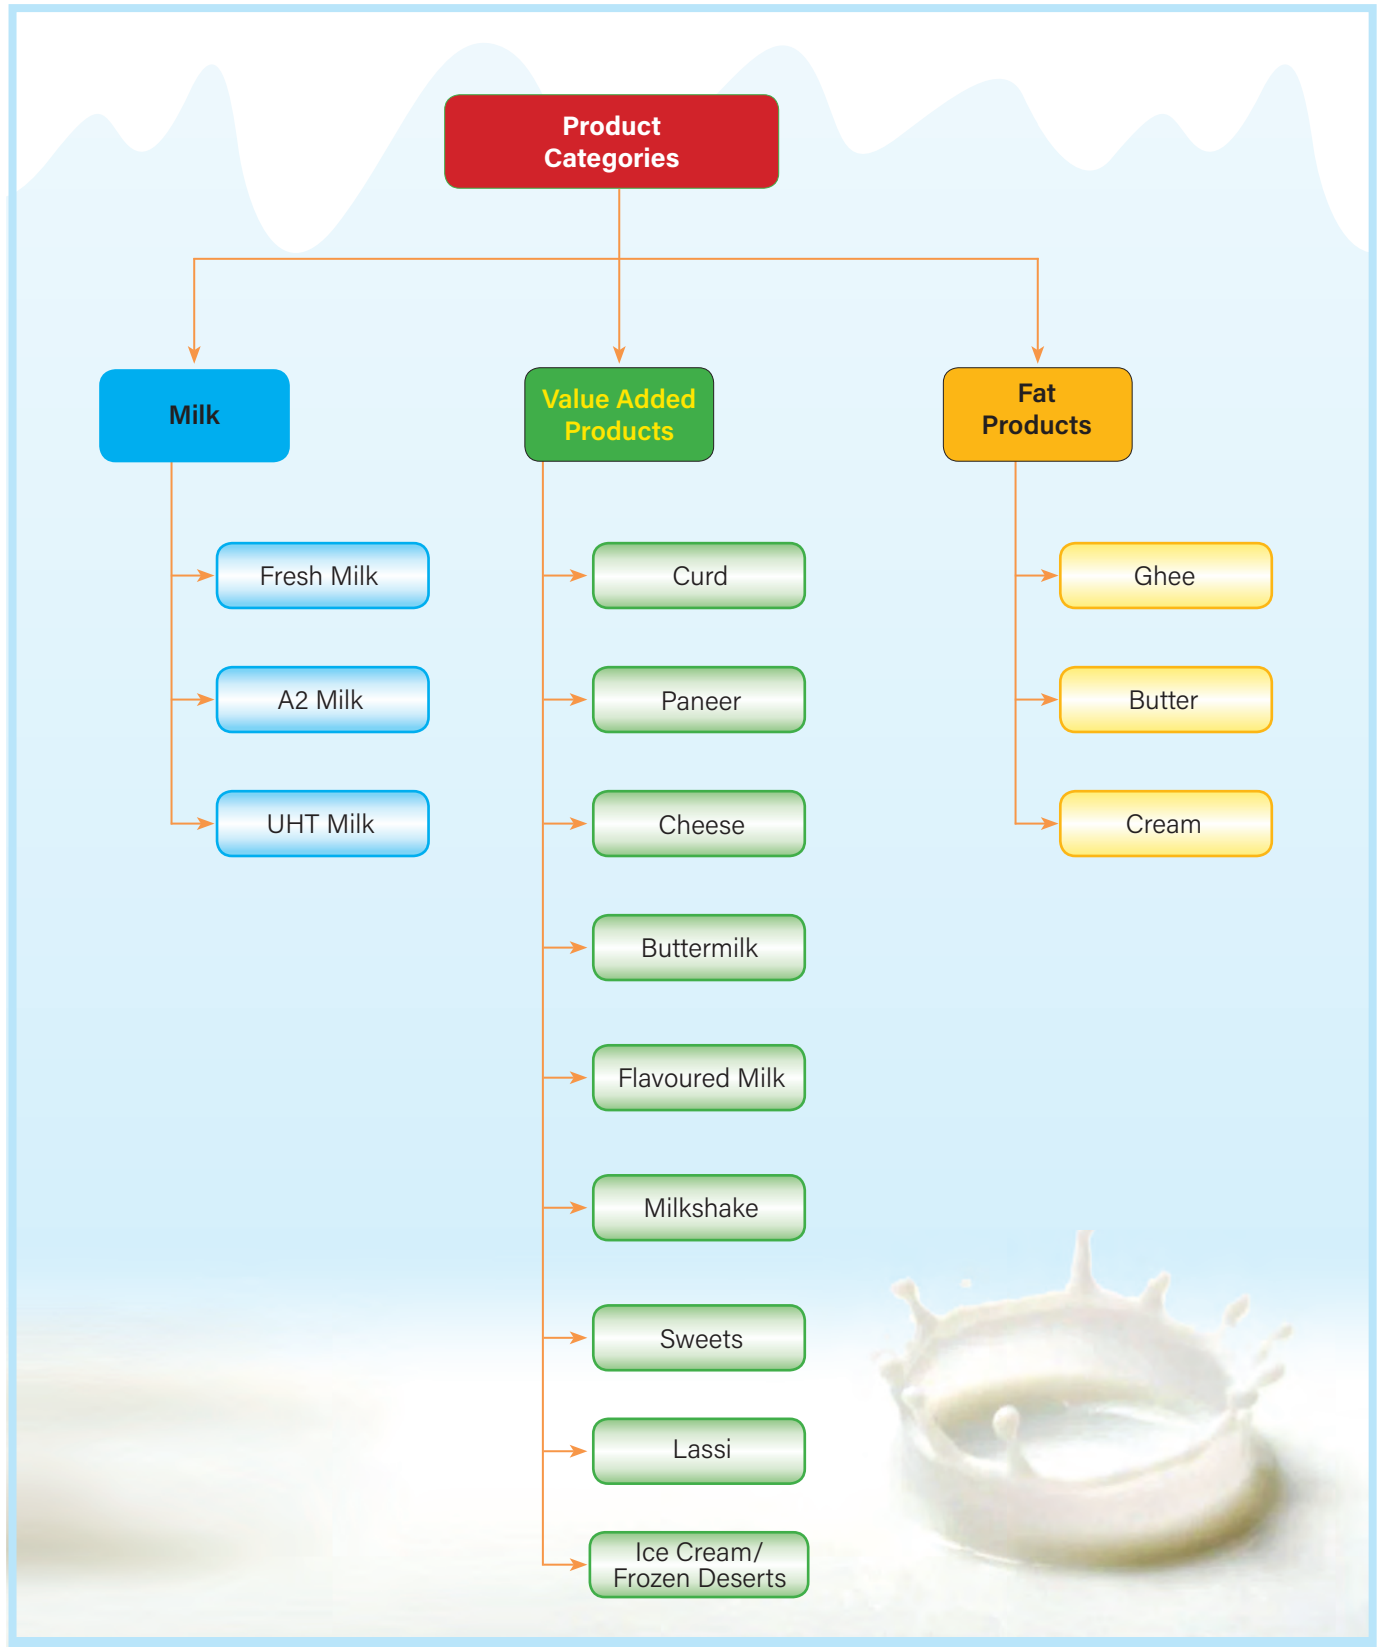 Product
Categories
Milk
Value Added
Products
Fat
Products
Fresh Milk
A2 Milk
UHT Milk
Curd
Paneer
Cheese
Buttermilk
Flavoured Milk
Milkshake
Sweets
Lassi
Ice Cream/
Frozen Deserts
Ghee
Butter
Cream